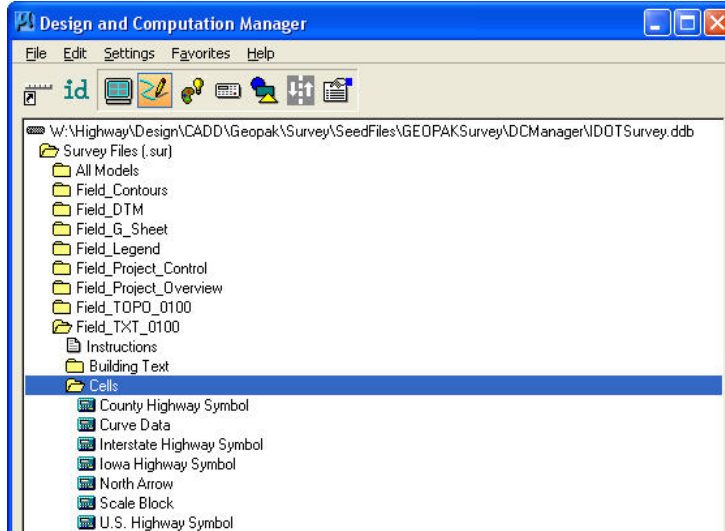 Design and Computation Manager
File Edit Settings Favorites Help
id
W:\Highway\Design\CADD\Geopak\Survey\SeedFiles\GEOPAKSurvey\DCManager\IDOTSurvey.ddb
Survey Files (.sur)
All Models
Field_Contours
Field_DTM
Field_G_Sheet
Field_Legend
Field_Project_Control
Field_Project_Overview
Field_TOPO_0100
Field_TXT_0100
Instructions
Building Text
Cells
County Highway Symbol
Curve Data
Interstate Highway Symbol
Iowa Highway Symbol
North Arrow
Scale Block
U.S. Highway Symbol